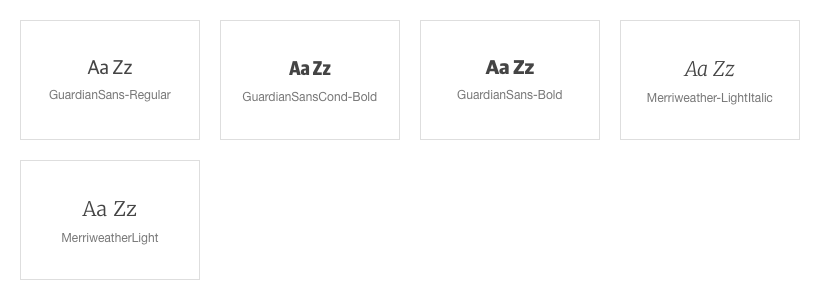 Aa Zz
GuardianSans-Regular
Aa Zz
GuardianSansCond-Bold
Aa Zz
GuardianSans-Bold
Aa Zz
Merriweather-LightItalic
Aa Zz
MerriweatherLight